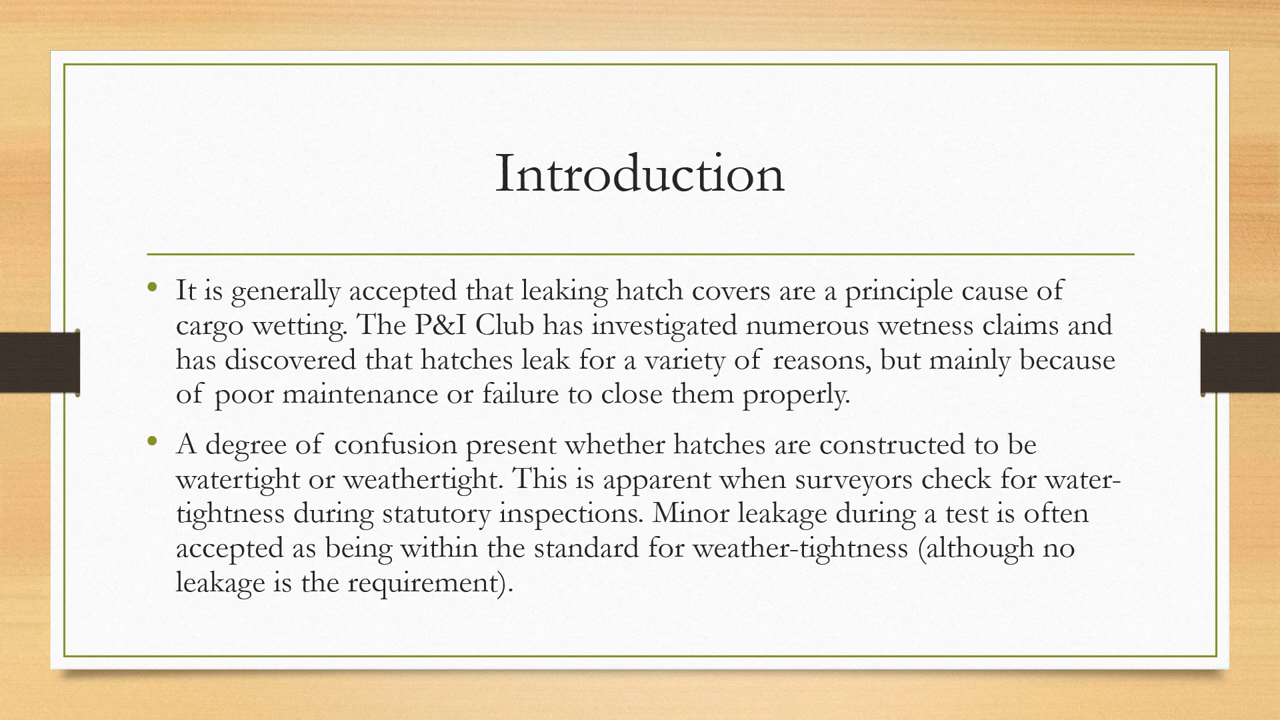 Introduction
• It is generally accepted that leaking hatch covers are a principle cause of
cargo wetting. The P&I Club has investigated numerous wetness claims and
has discovered that hatches leak for a variety of reasons, but mainly because
of poor maintenance or failure to close them properly.
• A degree of confusion present whether hatches are constructed to be
watertight or weathertight. This is apparent when surveyors check for water-
tightness during statutory inspections. Minor leakage during a test is often
accepted as being within the standard for weather-tightness (although no
leakage is the requirement).